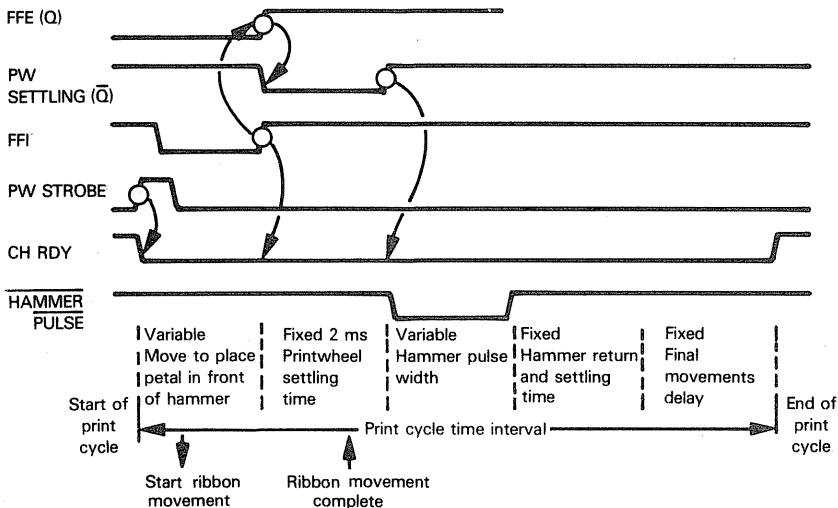 FFE (Q)
PW
SETTLING (Q̅)
FFI
PW STROBE
CH RDY
HAMMER
PULSE
Variable
Move to place
petal in front
of hammer
Fixed 2 ms
Printwheel
settling
time
Variable
Hammer pulse
width
Fixed
Hammer return
and settling
time
Fixed
Final
movements
delay
Start of
print
cycle
Print cycle time interval
End of
print
cycle
Start ribbon
movement
Ribbon movement
complete